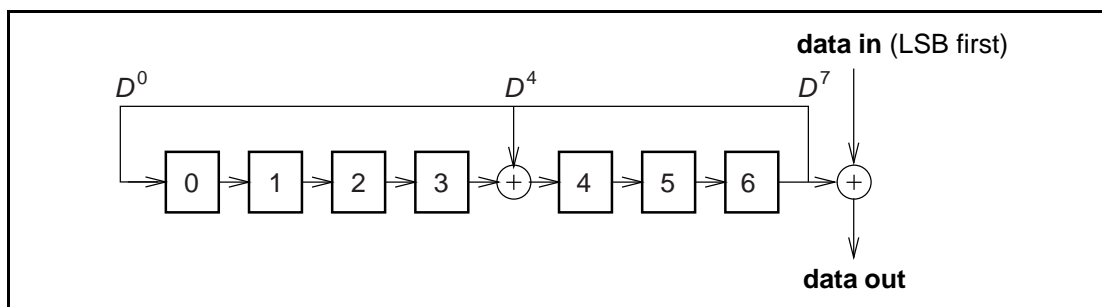 data in (LSB first)
D⁰ D⁴ D⁷
0 1 2 3 + 4 5 6 +
data out